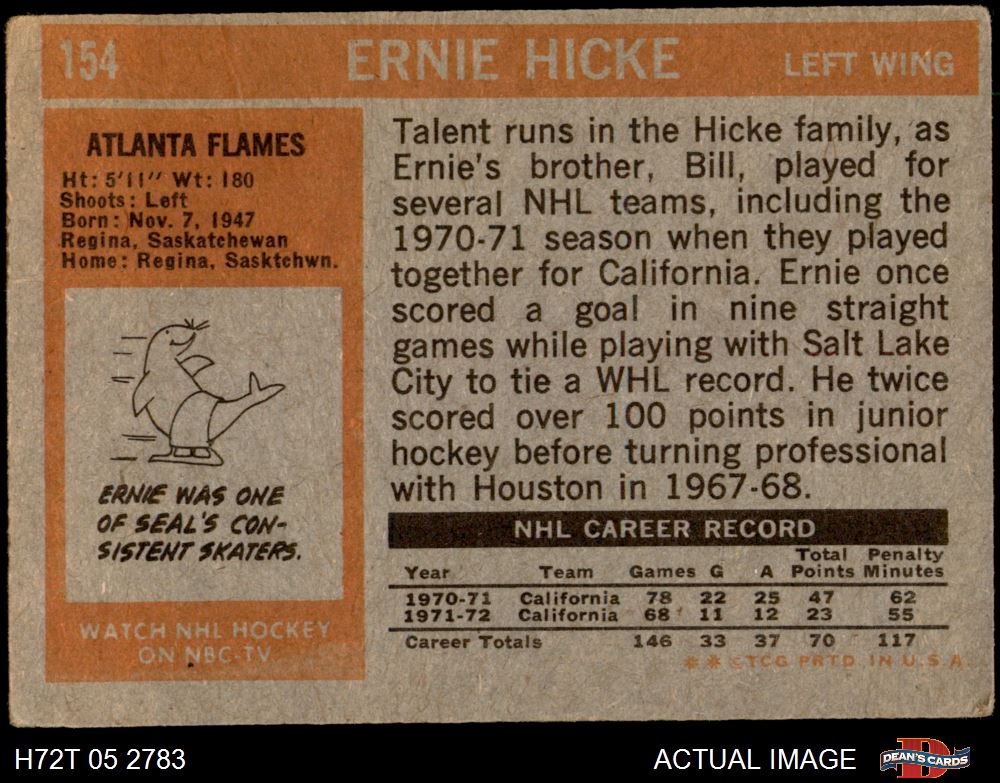 154 ERNIE HICKE LEFT WING
ATLANTA FLAMES
Ht: 5'11" Wt: 180
Shoots: Left
Born: Nov. 7, 1947
Regina, Saskatchewan
Home: Regina, Sasktchwn.
ERNIE WAS ONE
OF SEAL'S CON-
SISTENT SKATERS.
WATCH NHL HOCKEY
ON NBC-TV
Talent runs in the Hicke family, as
Ernie's brother, Bill, played for
several NHL teams, including the
1970-71 season when they played
together for California. Ernie once
scored a goal in nine straight
games while playing with Salt Lake
City to tie a WHL record. He twice
scored over 100 points in junior
hockey before turning professional
with Houston in 1967-68.
NHL CAREER RECORD
Total Penalty
Year Team Games G A Points Minutes
1970-71 California 78 22 25 47 62
1971-72 California 68 11 12 23 55
Career Totals 146 33 37 70 117
* * © TCG PRTD. IN U.S.A.
H72T 05 2783 ACTUAL IMAGE D DEAN'S CARDS